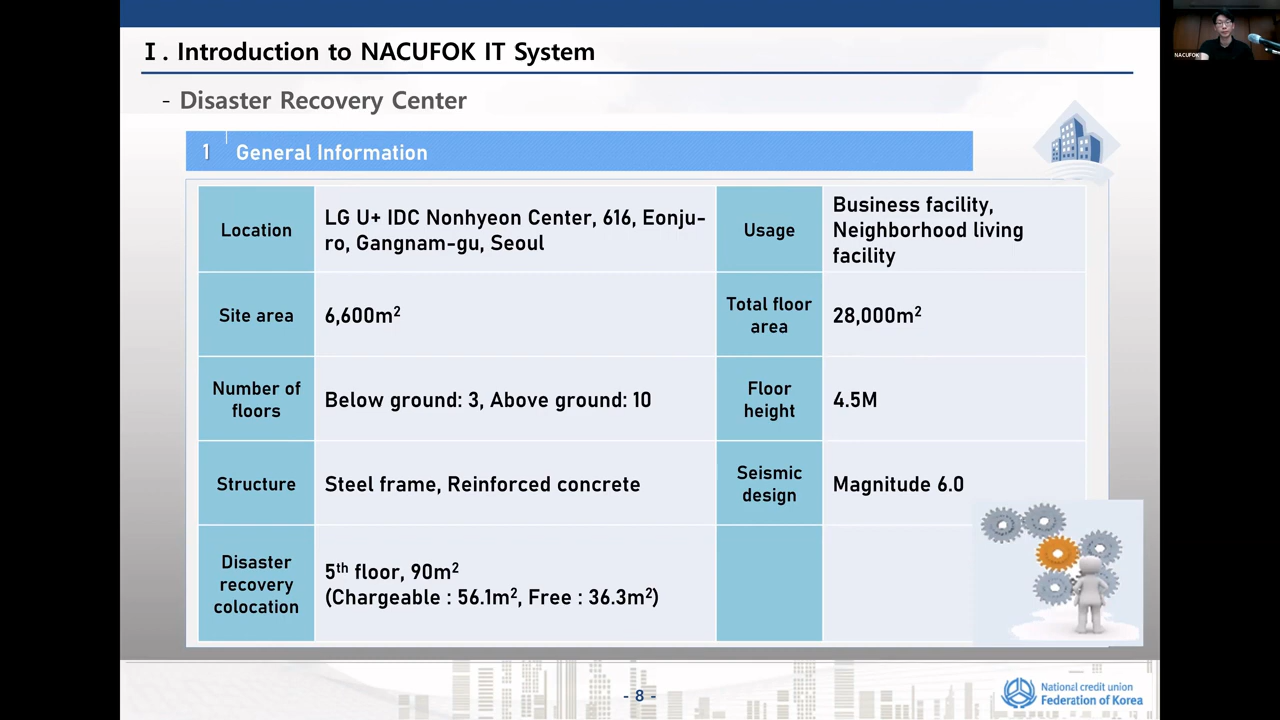 Ⅰ. Introduction to NACUFOK IT System
- Disaster Recovery Center
1 General Information
Location
LG U+ IDC Nonhyeon Center, 616, Eonju-
ro, Gangnam-gu, Seoul
Usage
Business facility,
Neighborhood living
facility
Site area
6,600m²
Total floor
area
28,000m²
Number of
floors
Below ground: 3, Above ground: 10
Floor
height
4.5M
Structure
Steel frame, Reinforced concrete
Seismic
design
Magnitude 6.0
Disaster
recovery
colocation
5th floor, 90m²
(Chargeable : 56.1m², Free : 36.3m²)
- 8 -
National credit union
Federation of Korea
NACUFOK